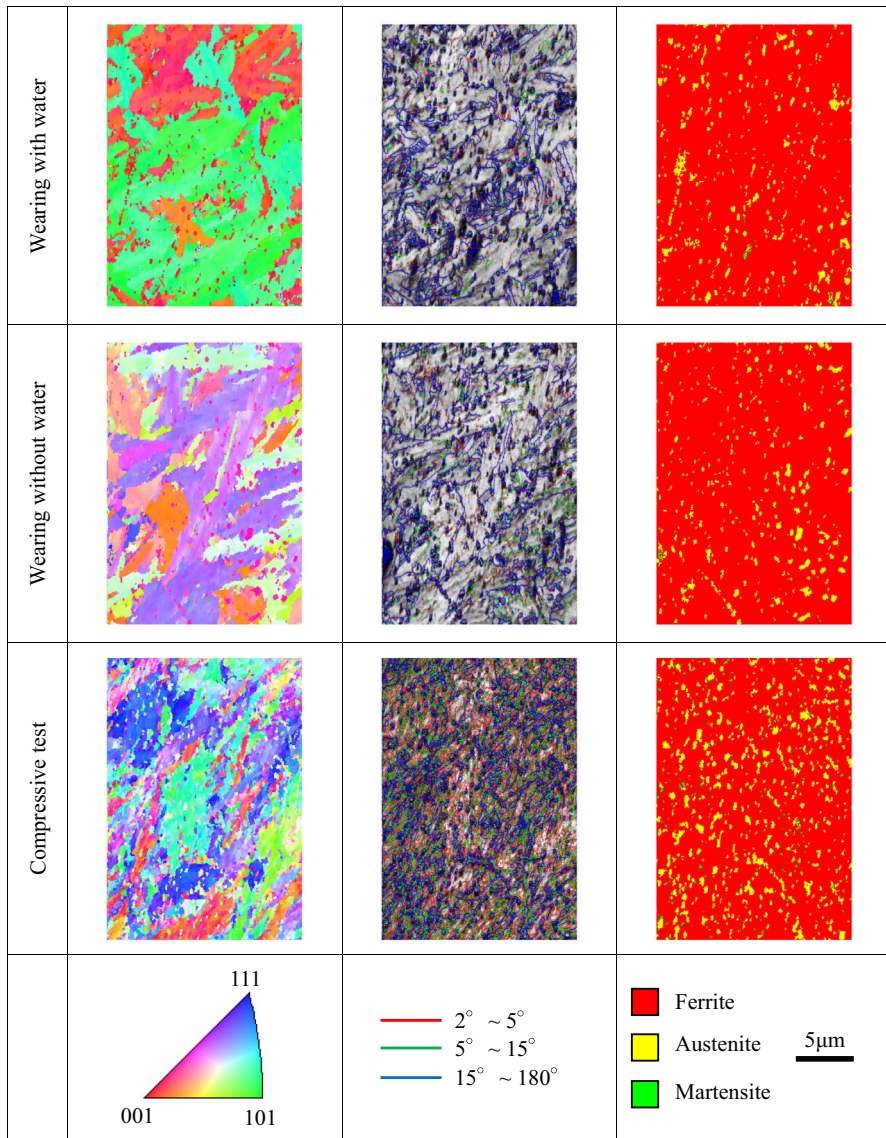 Wearing with water
Wearing without water
Compressive test
111
001
101
2° ~ 5°
5° ~ 15°
15° ~ 180°
Ferrite
Austenite
Martensite
5μm